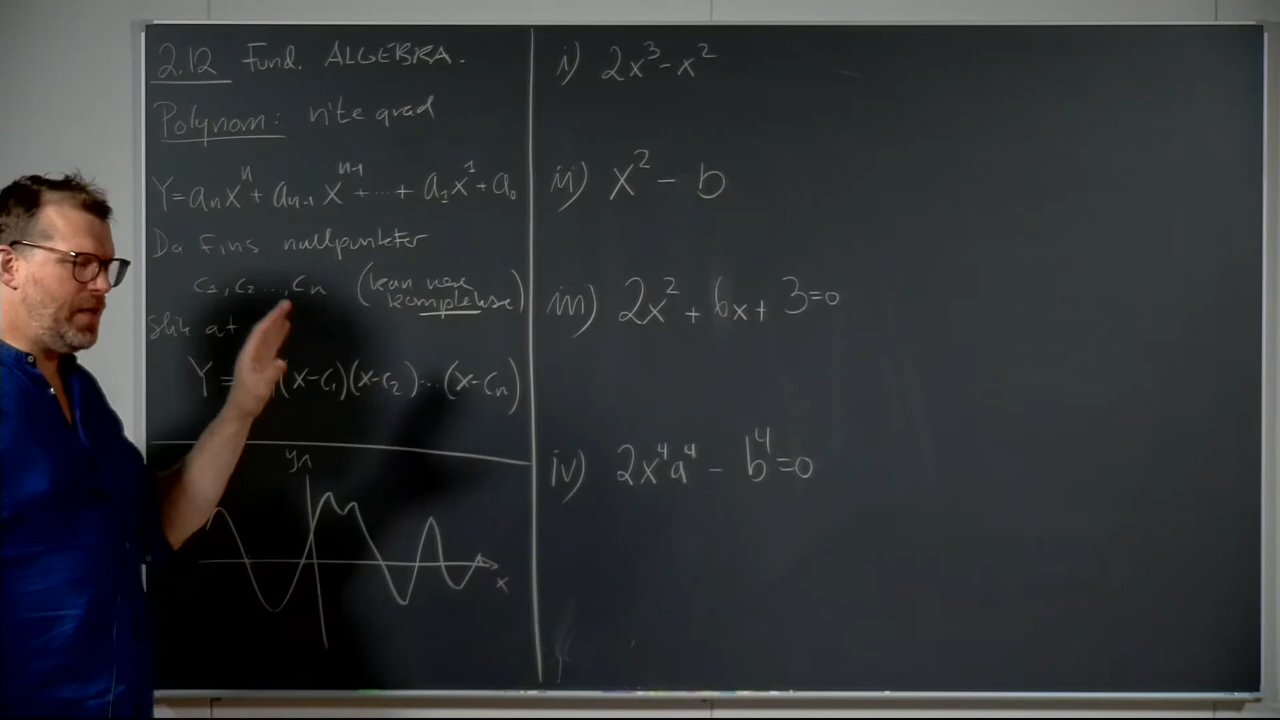 2.12 Fund. ALGEBRA.
Polynom: n'te grad
Y=aₙxⁿ + aₙ₋₁xⁿ⁻¹+...+ a₁x¹+a₀
Da fins nullpunkter
c₁,c₂...,cₙ (kan være
komplekse)
Slik at
Y= (x-c₁)(x-c₂)...(x-cₙ)
y
x
i) 2x³-x²
ii) x² - b
iii) 2x² + 6x + 3=0
iv) 2x⁴a⁴ - b⁴=0